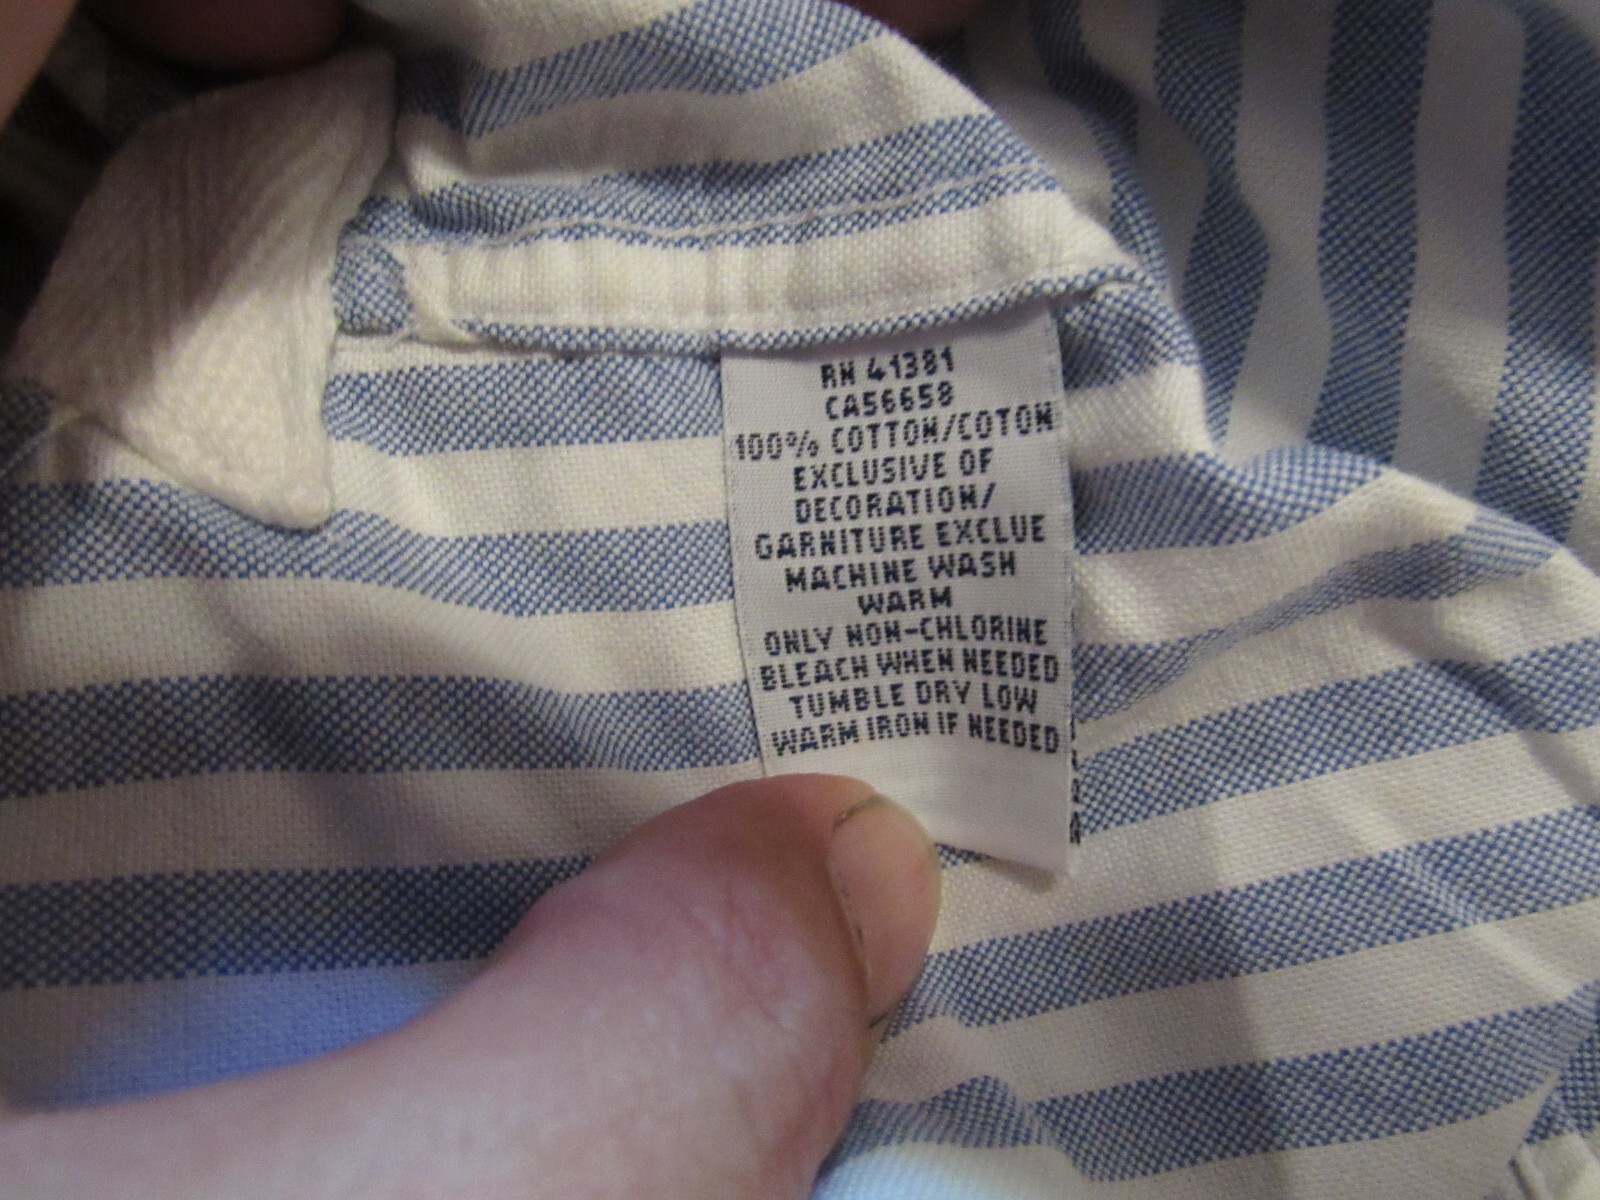 RN 41381
CA56658
100% COTTON/COTON
EXCLUSIVE OF
DECORATION/
GARNITURE EXCLUE
MACHINE WASH
WARM
ONLY NON-CHLORINE
BLEACH WHEN NEEDED
TUMBLE DRY LOW
WARM IRON IF NEEDED